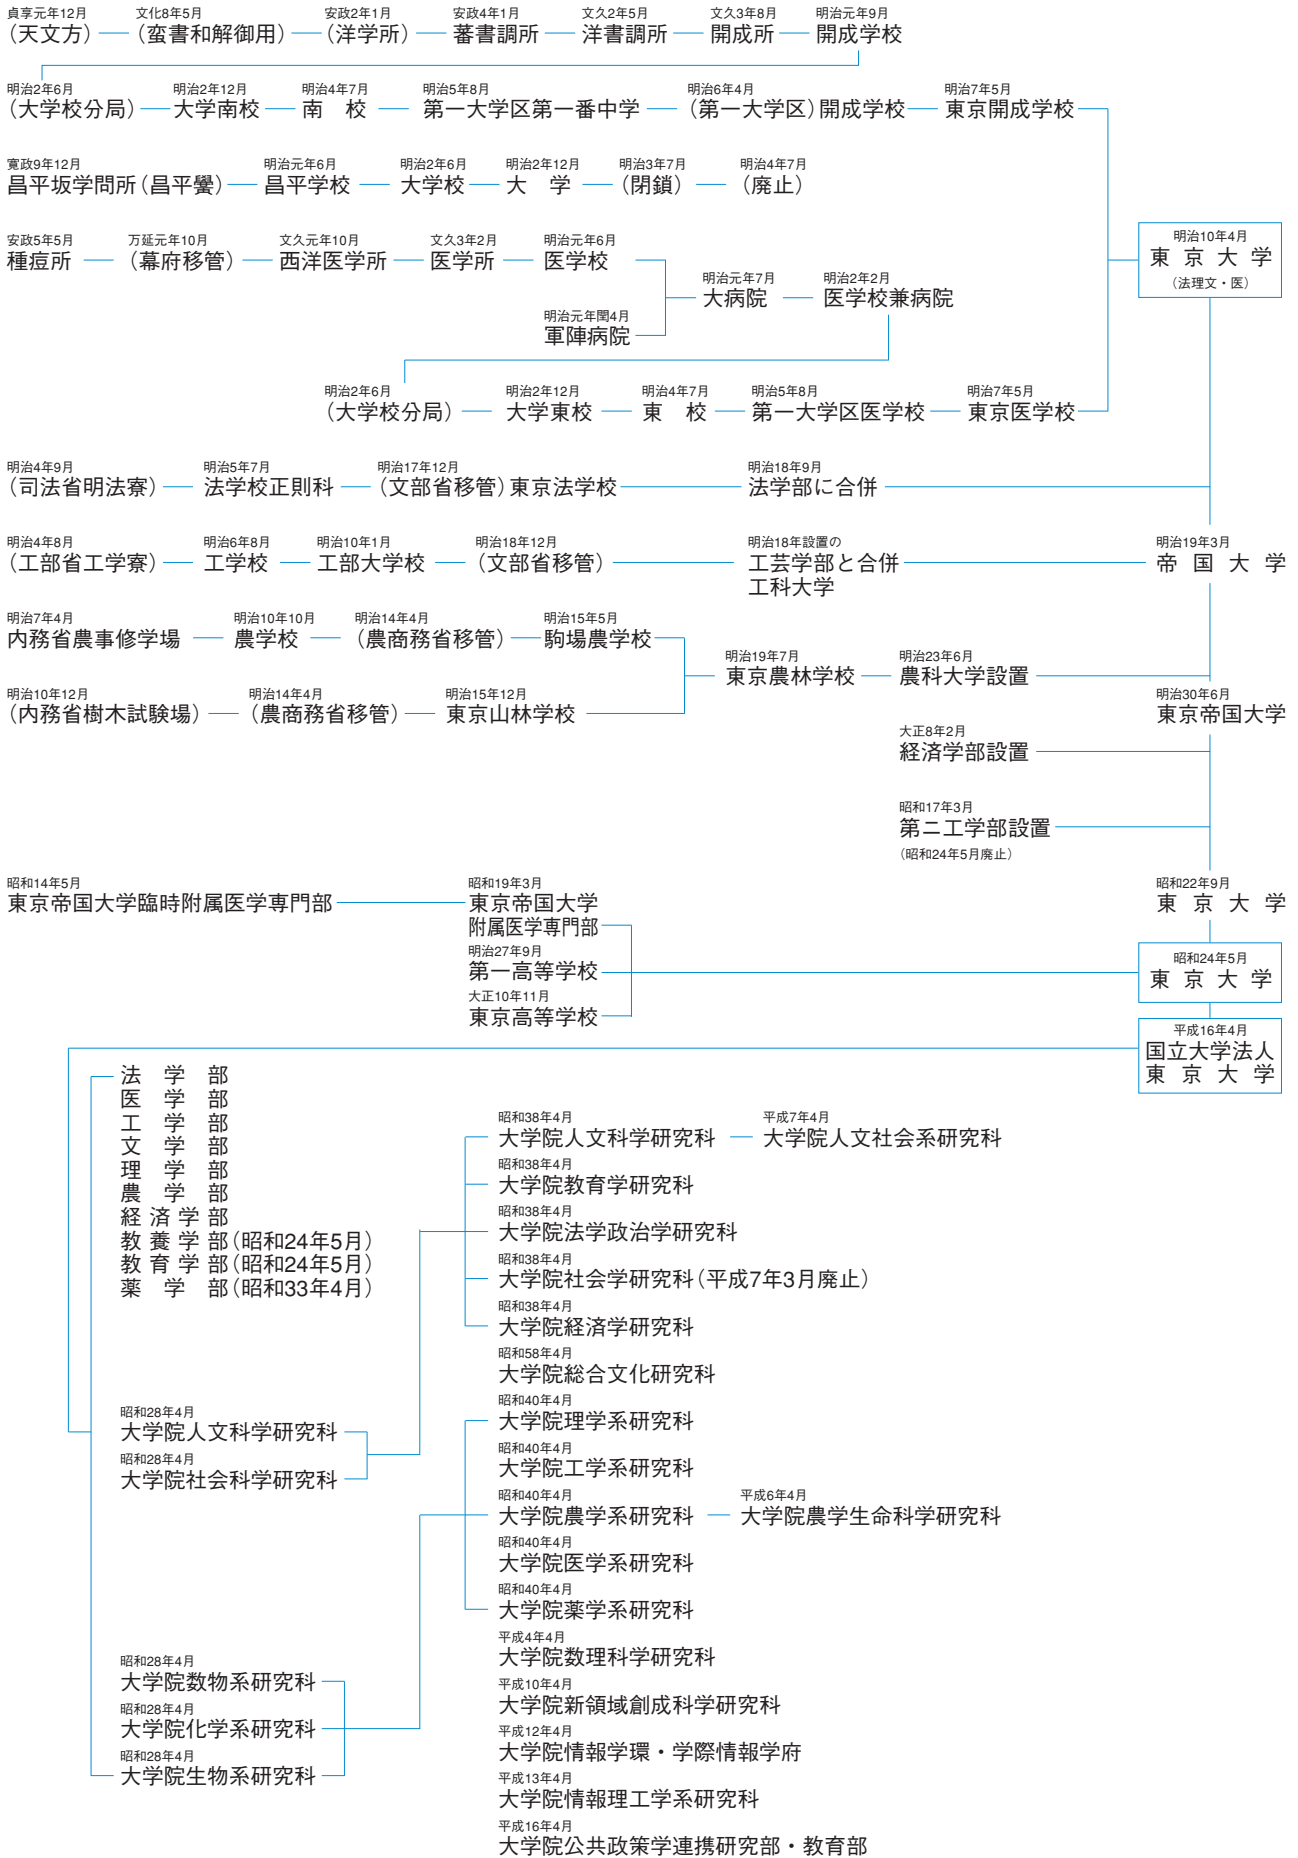 貞享元年12月 文化8年5月 安政2年1月 安政4年1月 文久2年5月 文久3年8月 明治元年9月
(天文方) (蛮書和解御用) (洋学所) 蕃書調所 洋書調所 開成所 開成学校
明治2年6月 明治2年12月 明治4年7月 明治5年8月 明治6年4月 明治7年5月
(大学校分局) 大学南校 南 校 第一大学区第一番中学 (第一大学区)開成学校 東京開成学校
寛政9年12月 明治元年6月 明治2年6月 明治2年12月 明治3年7月 明治4年7月
昌平坂学問所(昌平黌) 昌平学校 大学校 大 学 (閉鎖) (廃止)
安政5年5月 万延元年10月 文久元年10月 文久3年2月 明治元年6月
種痘所 (幕府移管) 西洋医学所 医学所 医学校
明治10年4月
東 京 大 学
(法理文・医)
明治元年7月 明治2年2月
大病院 医学校兼病院
明治元年閏4月
軍陣病院
明治2年6月 明治2年12月 明治4年7月 明治5年8月 明治7年5月
(大学校分局) 大学東校 東 校 第一大学区医学校 東京医学校
明治4年9月 明治5年7月 明治17年12月 明治18年9月
(司法省明法寮) 法学校正則科 (文部省移管)東京法学校 法学部に合併
明治4年8月 明治6年8月 明治10年1月 明治18年12月 明治18年設置の 明治19年3月
(工部省工学寮) 工学校 工部大学校 (文部省移管) 工芸学部と合併 帝 国 大 学
工科大学
明治7年4月 明治10年10月 明治14年4月 明治15年5月
内務省農事修学場 農学校 (農商務省移管) 駒場農学校
明治19年7月 明治23年6月
東京農林学校 農科大学設置
明治10年12月 明治14年4月 明治15年12月 明治30年6月
(内務省樹木試験場) (農商務省移管) 東京山林学校 東京帝国大学
大正8年2月
経済学部設置
昭和17年3月
第二工学部設置
(昭和24年5月廃止)
昭和14年5月 昭和19年3月 昭和22年9月
東京帝国大学臨時附属医学専門部 東京帝国大学 東 京 大 学
附属医学専門部
明治27年9月 昭和24年5月
第一高等学校 東 京 大 学
大正10年11月
東京高等学校
平成16年4月
国立大学法人
東 京 大 学
法 学 部
医 学 部
工 学 部
文 学 部
理 学 部
農 学 部
経 済 学 部
教 養 学 部(昭和24年5月)
教 育 学 部(昭和24年5月)
薬 学 部(昭和33年4月)
昭和38年4月 平成7年4月
大学院人文科学研究科 大学院人文社会系研究科
昭和38年4月
大学院教育学研究科
昭和38年4月
大学院法学政治学研究科
昭和38年4月
大学院社会学研究科(平成7年3月廃止)
昭和38年4月
大学院経済学研究科
昭和58年4月
大学院総合文化研究科
昭和28年4月
大学院人文科学研究科
昭和28年4月
大学院社会科学研究科
昭和40年4月
大学院理学系研究科
昭和40年4月
大学院工学系研究科
昭和40年4月 平成6年4月
大学院農学系研究科 大学院農学生命科学研究科
昭和40年4月
大学院医学系研究科
昭和40年4月
大学院薬学系研究科
平成4年4月
大学院数理科学研究科
昭和28年4月
大学院数物系研究科
昭和28年4月
大学院化学系研究科
昭和28年4月
大学院生物系研究科
平成10年4月
大学院新領域創成科学研究科
平成12年4月
大学院情報学環・学際情報学府
平成13年4月
大学院情報理工学系研究科
平成16年4月
大学院公共政策学連携研究部・教育部